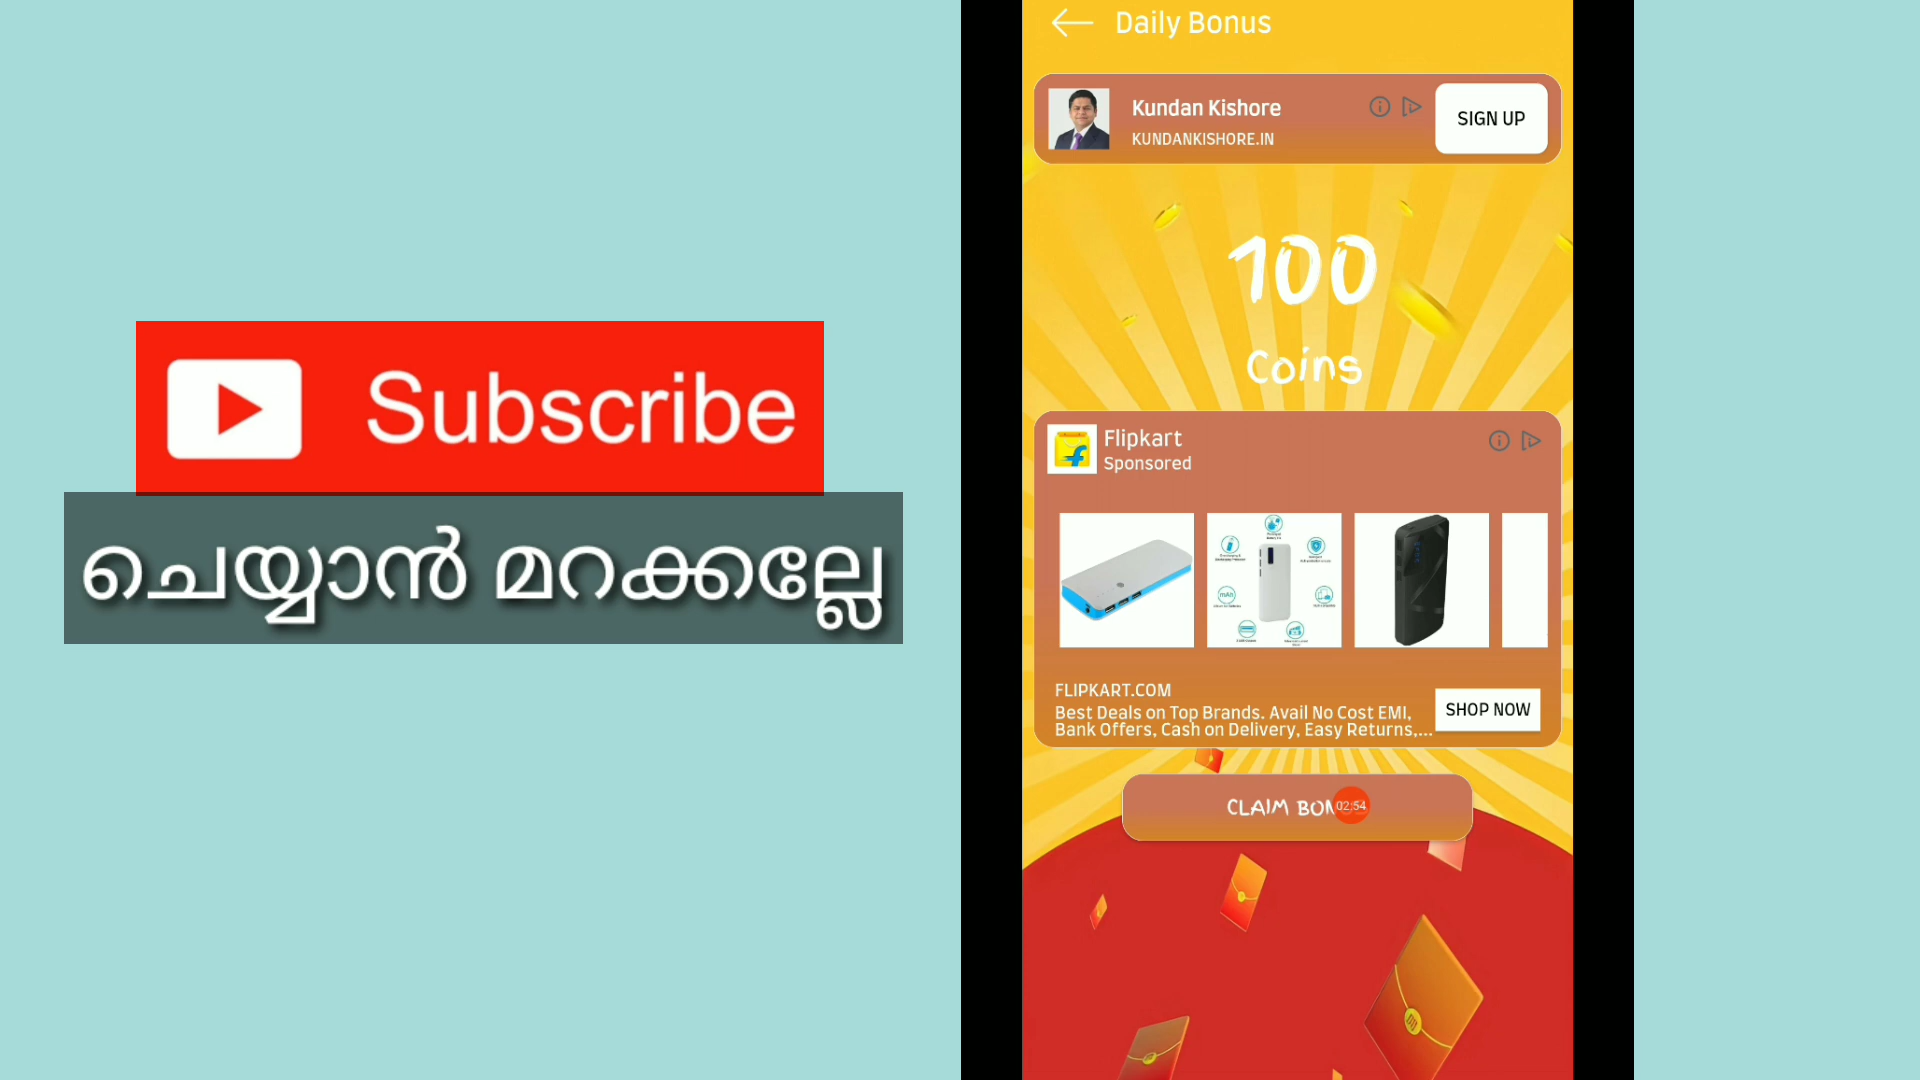 Subscribe
ചെയ്യാൻ മറക്കല്ലേ
Daily Bonus
Kundan Kishore
KUNDANKISHORE.IN
SIGN UP
100
Coins
Flipkart
Sponsored
mAh
FLIPKART.COM
Best Deals on Top Brands. Avail No Cost EMI,
Bank Offers, Cash on Delivery, Easy Returns,...
SHOP NOW
CLAIM
02:54